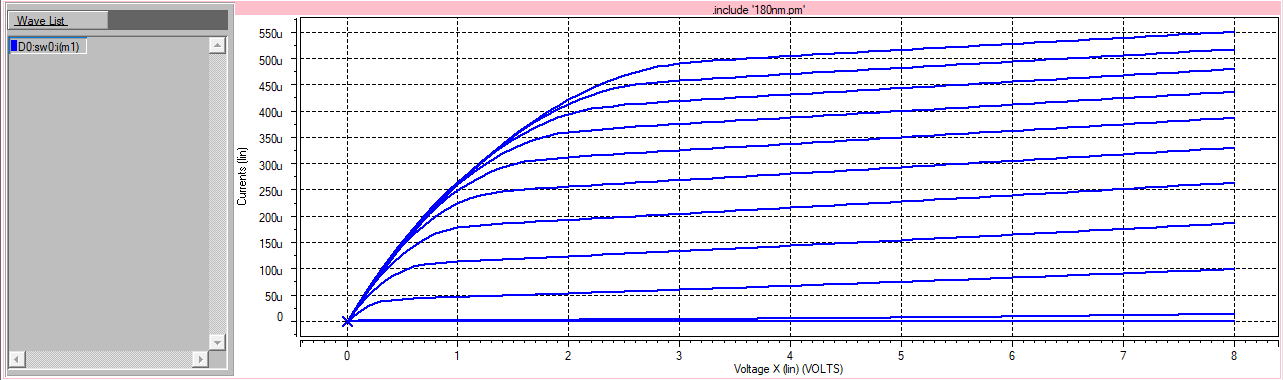 .include '180nm.pm'
Wave List
D0:sw0:i(m1)
Currents (lin)
550u
500u
450u
400u
350u
300u
250u
200u
150u
100u
50u
0
0 1 2 3 4 5 6 7 8
Voltage X (lin) (VOLTS)